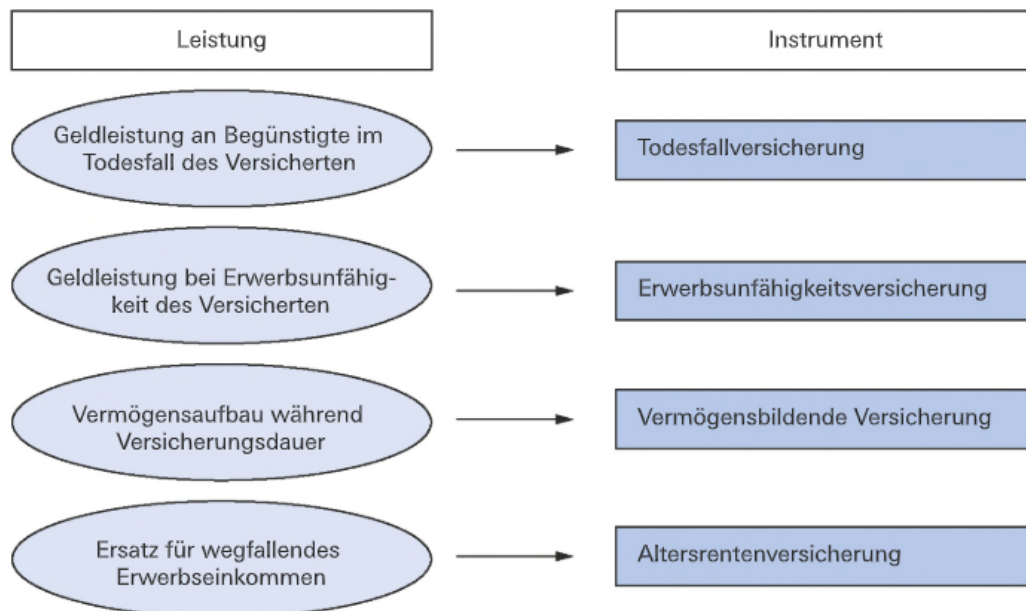 Leistung
Instrument
Geldleistung an Begünstigte im
Todesfall des Versicherten
Todesfallversicherung
Geldleistung bei Erwerbsunfähig-
keit des Versicherten
Erwerbsunfähigkeitsversicherung
Vermögensaufbau während
Versicherungsdauer
Vermögensbildende Versicherung
Ersatz für wegfallendes
Erwerbseinkommen
Altersrentenversicherung